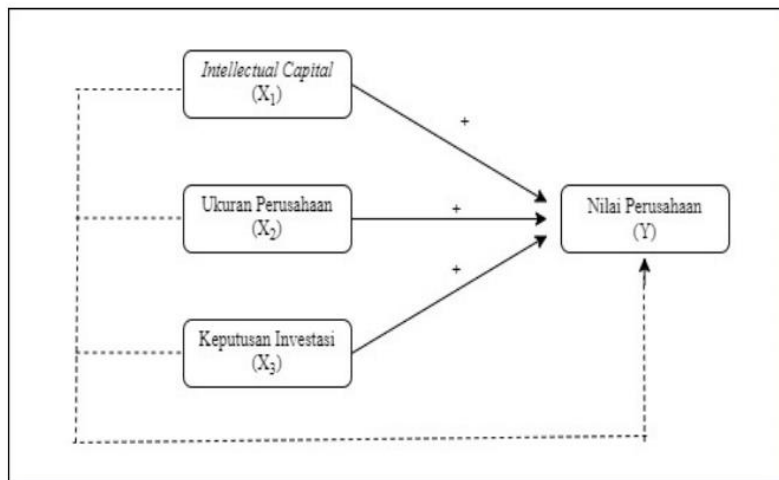 Intellectual Capital
(X₁)
+
Ukuran Perusahaan
(X₂)
+
Nilai Perusahaan
(Y)
+
Keputusan Investasi
(X₃)